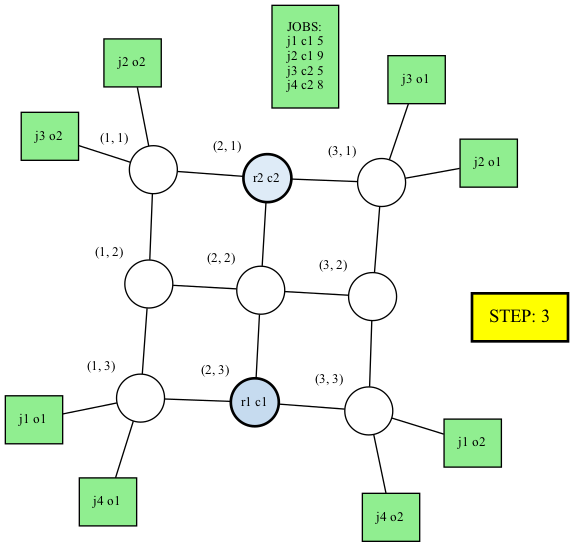 JOBS:
j1 c1 5
j2 c1 9
j3 c2 5
j4 c2 8
j2 o2
j3 o1
j3 o2
(1, 1)
(2, 1)
(3, 1)
j2 o1
r2 c2
(1, 2)
(2, 2)
(3, 2)
STEP: 3
(1, 3)
(2, 3)
(3, 3)
r1 c1
j1 o1
j1 o2
j4 o1
j4 o2